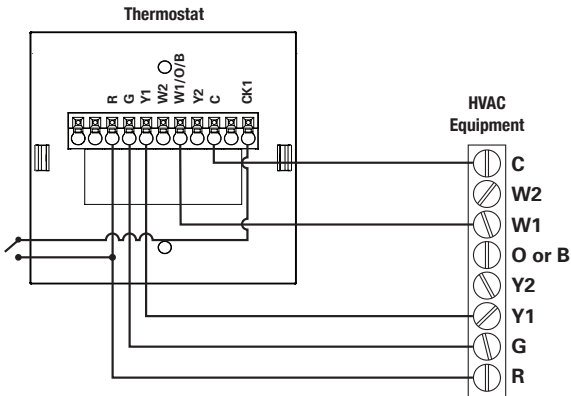 Thermostat
R
G
Y1
W2
W1/O/B
Y2
C
CK1
HVAC
Equipment
C
W2
W1
O or B
Y2
Y1
G
R